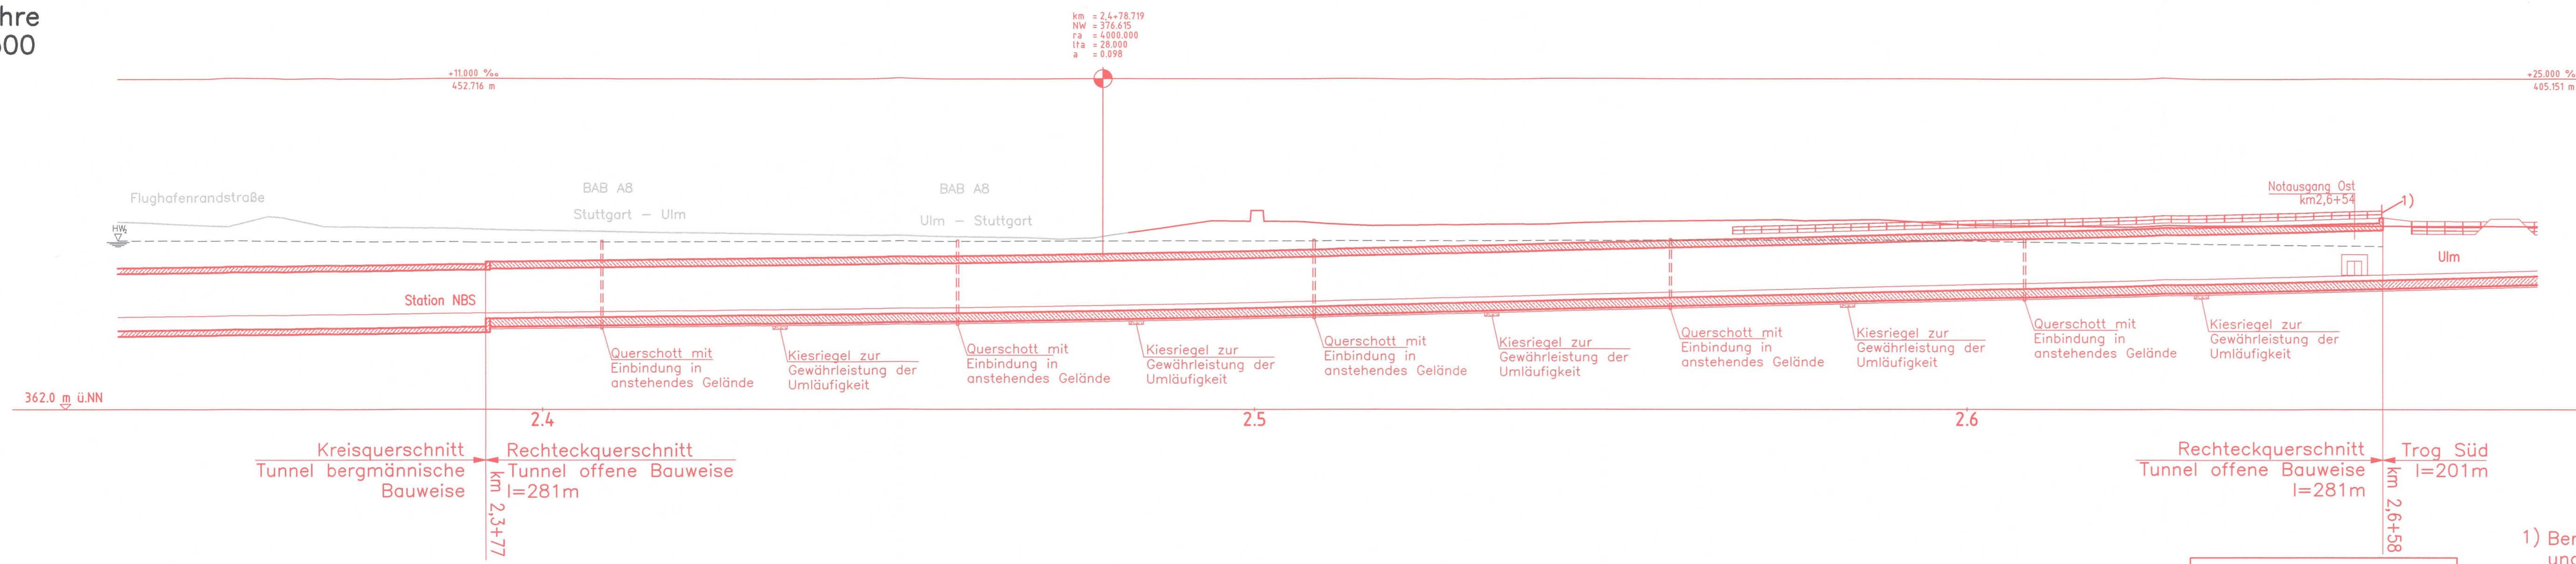 hre
600
km = 2,4+78.719
NW = 376.615
ra = 4000.000
lta = 28.000
a = 0.098
+11.000 ‰
452.716 m
+25.000 %
405.151 m
Flughafenrandstraße
BAB A8
Stuttgart – Ulm
BAB A8
Ulm – Stuttgart
Notausgang Ost
km2,6+54
1)
HW
Ulm
Station NBS
Querschott mit
Einbindung in
anstehendes Gelände
Kiesriegel zur
Gewährleistung der
Umläufigkeit
Querschott mit
Einbindung in
anstehendes Gelände
Kiesriegel zur
Gewährleistung der
Umläufigkeit
Querschott mit
Einbindung in
anstehendes Gelände
Kiesriegel zur
Gewährleistung der
Umläufigkeit
Querschott mit
Einbindung in
anstehendes Gelände
Kiesriegel zur
Gewährleistung der
Umläufigkeit
Querschott mit
Einbindung in
anstehendes Gelände
Kiesriegel zur
Gewährleistung der
Umläufigkeit
362.0 m ü.NN
2.4
2.5
2.6
Kreisquerschnitt
Tunnel bergmännische
Bauweise
Rechteckquerschnitt
Tunnel offene Bauweise
l=281m
km 2,3+77
Rechteckquerschnitt
Tunnel offene Bauweise
l=281m
Trog Süd
l=201m
km 2,6+58
1) Ber
und